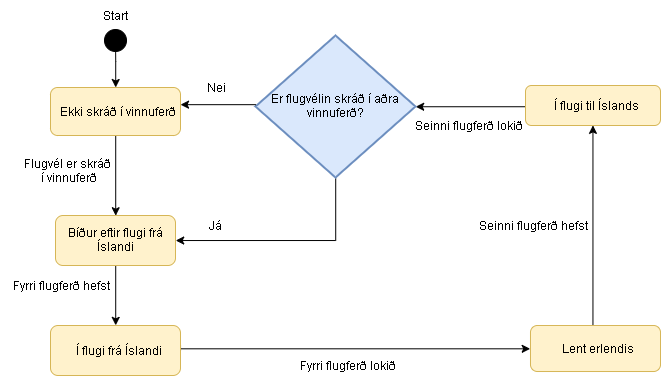 Start
Ekki skráð í vinnuferð
Nei
Er flugvélin skráð í aðra
vinnuferð?
Í flugi til Íslands
Seinni flugferð lokið
Flugvél er skráð
í vinnuferð
Bíður eftir flugi frá
Íslandi
Já
Seinni flugferð hefst
Fyrri flugferð hefst
Í flugi frá Íslandi
Fyrri flugferð lokið
Lent erlendis